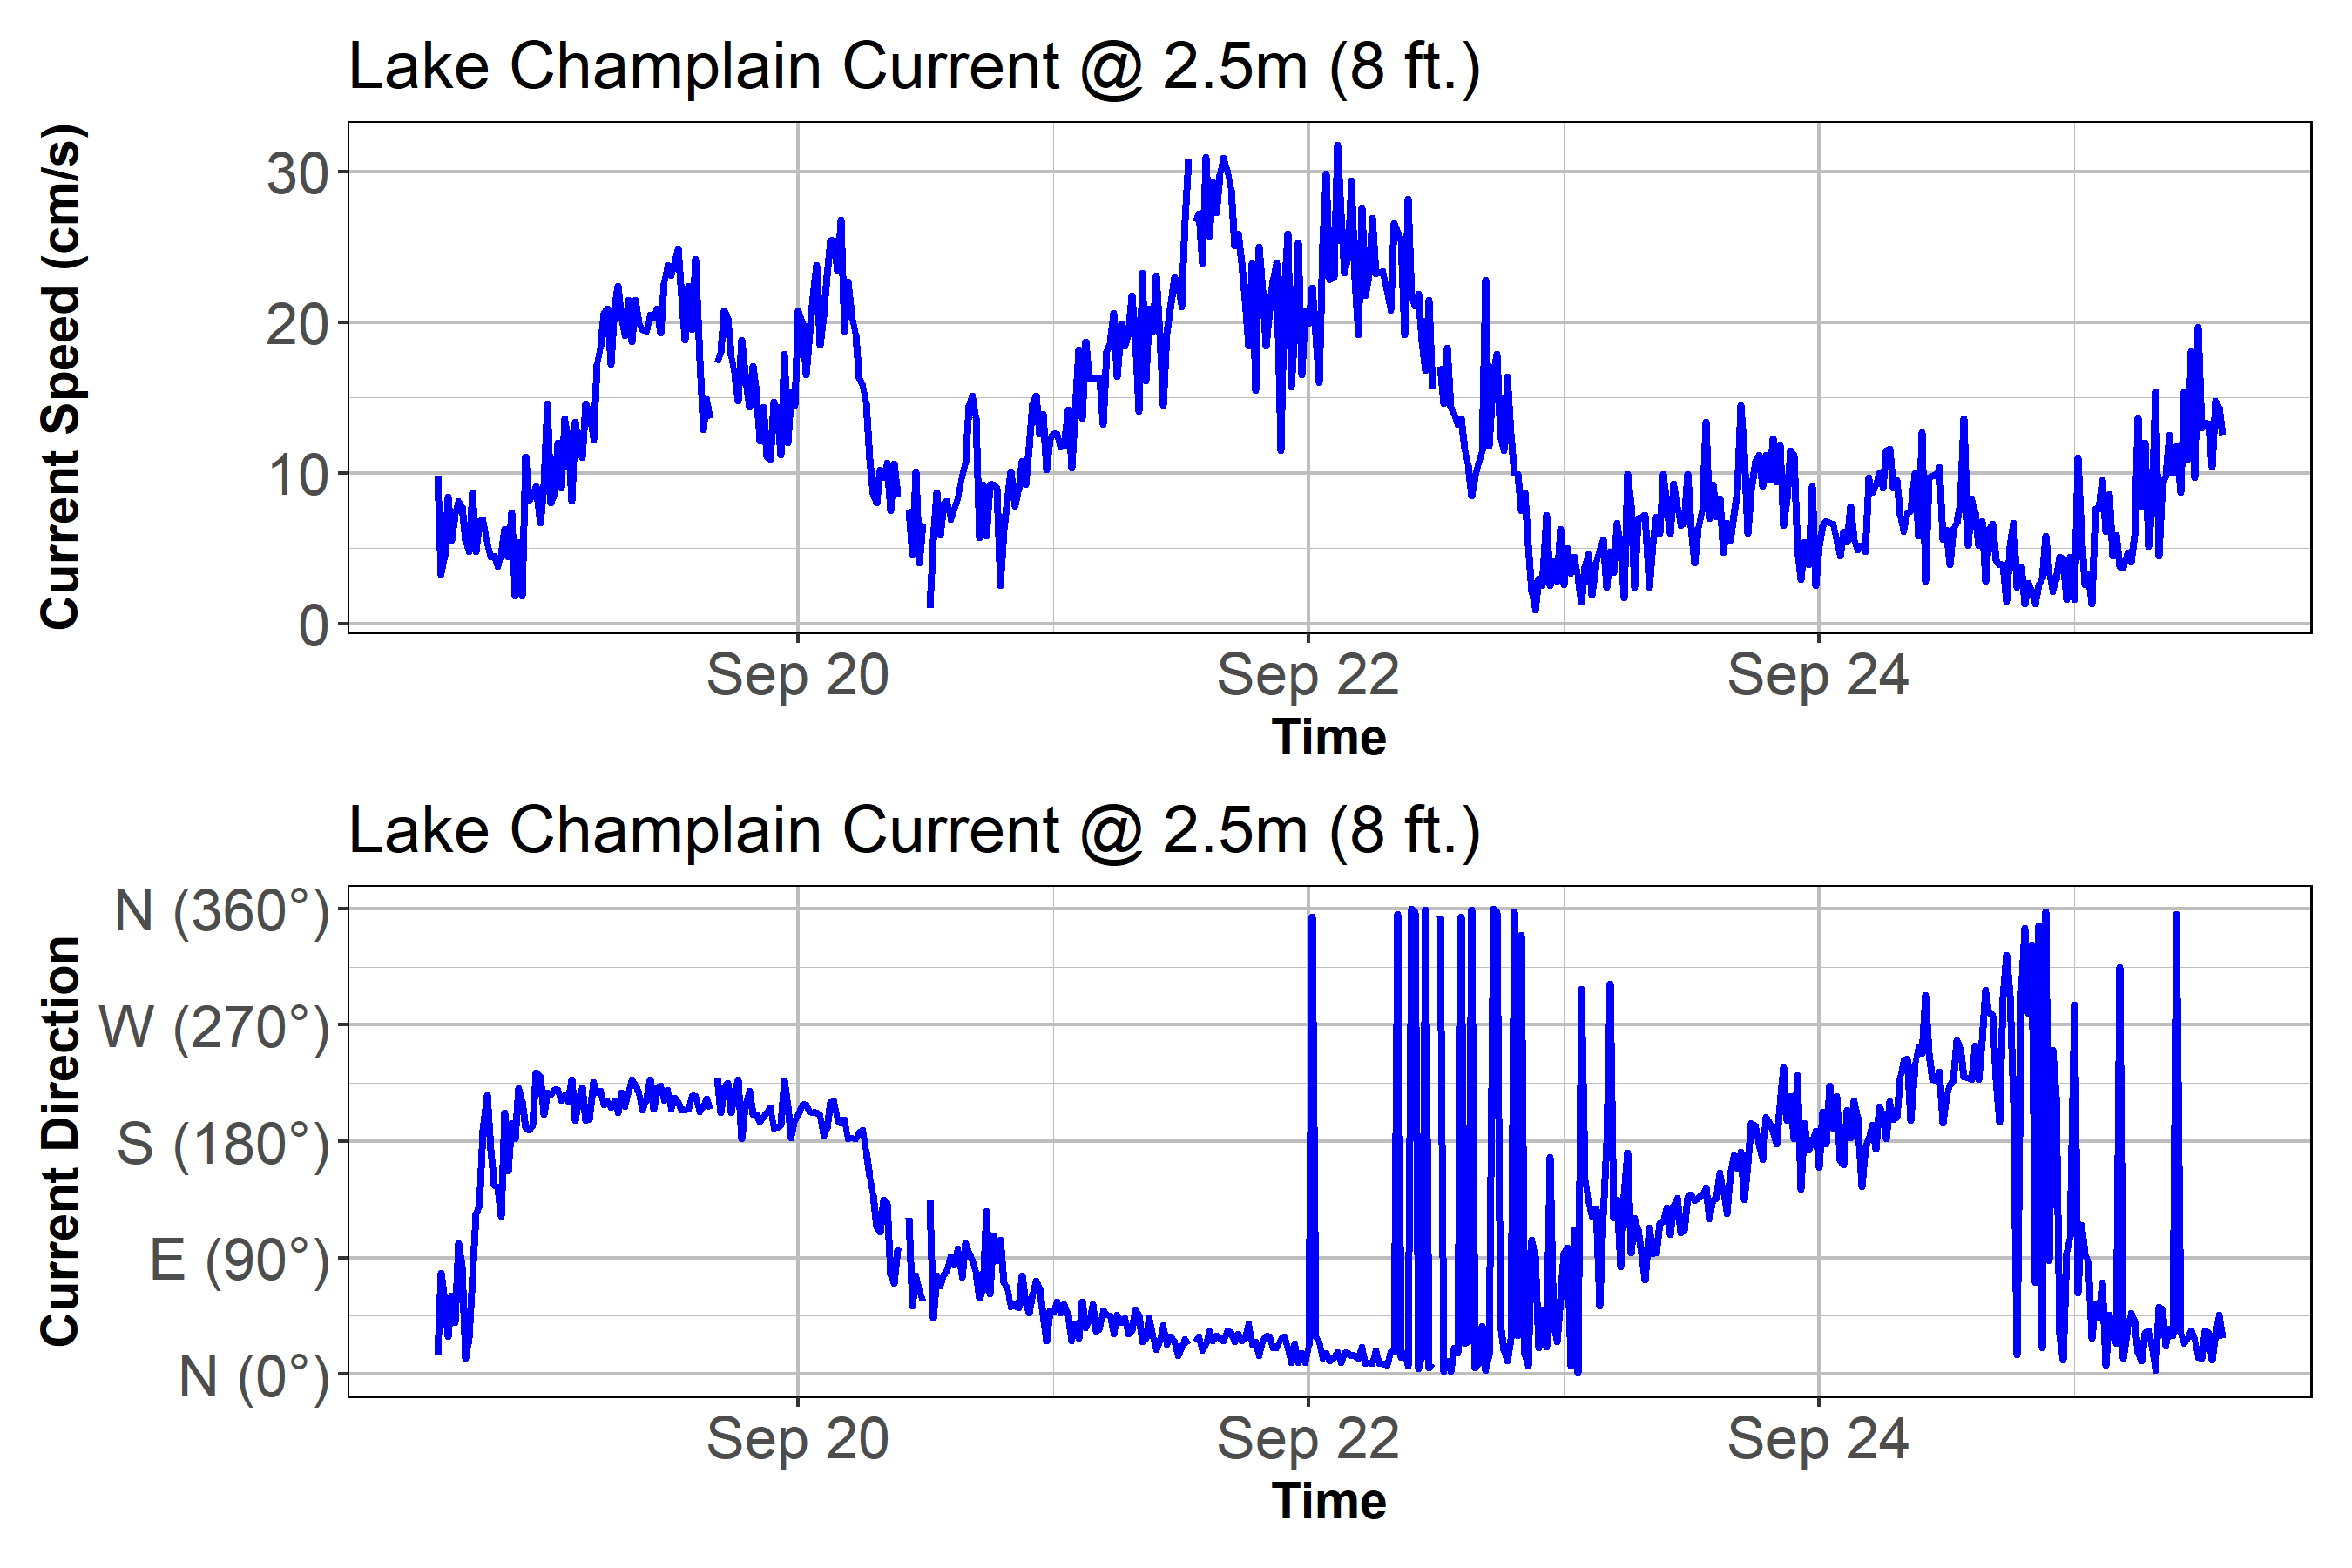 Lake Champlain Current @ 2.5m (8 ft.)
Current Speed (cm/s)
30
20
10
0
Sep 20 Sep 22 Sep 24
Time
Lake Champlain Current @ 2.5m (8 ft.)
Current Direction
N (360°)
W (270°)
S (180°)
E (90°)
N (0°)
Sep 20 Sep 22 Sep 24
Time